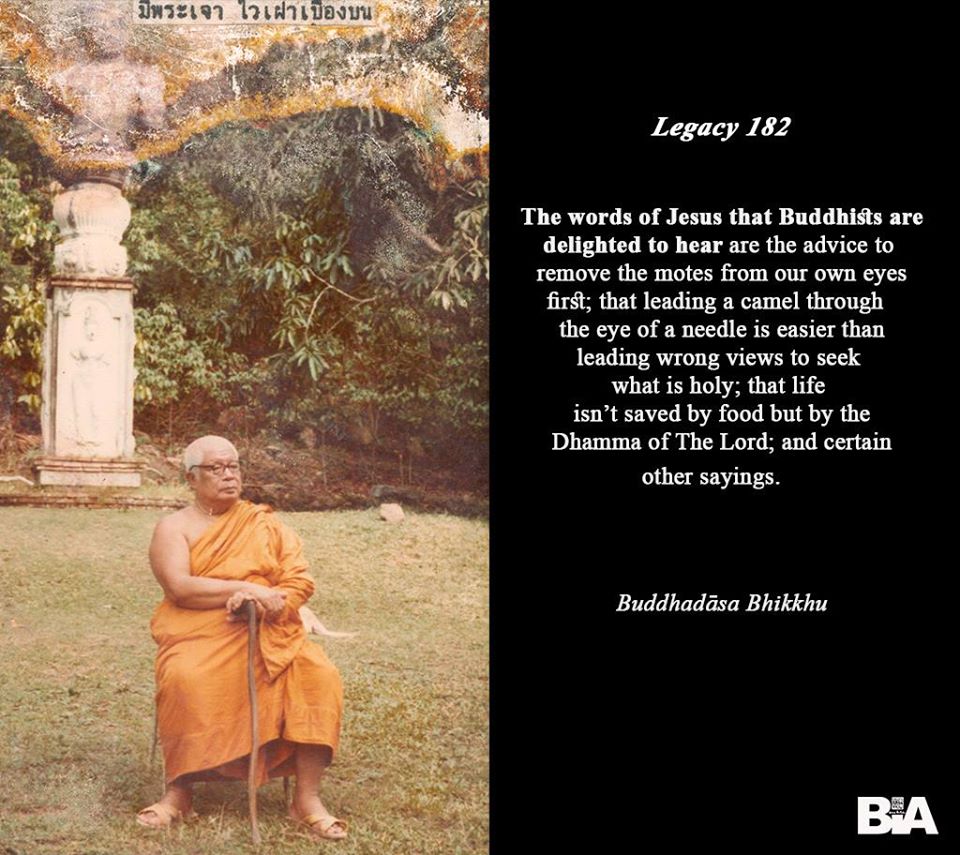 มีพระเจา ไวเฝาเบื้องบน
Legacy 182
The words of Jesus that Buddhists are
delighted to hear are the advice to
remove the motes from our own eyes
first; that leading a camel through
the eye of a needle is easier than
leading wrong views to seek
what is holy; that life
isn't saved by food but by the
Dhamma of The Lord; and certain
other sayings.
Buddhadāsa Bhikkhu
BIA